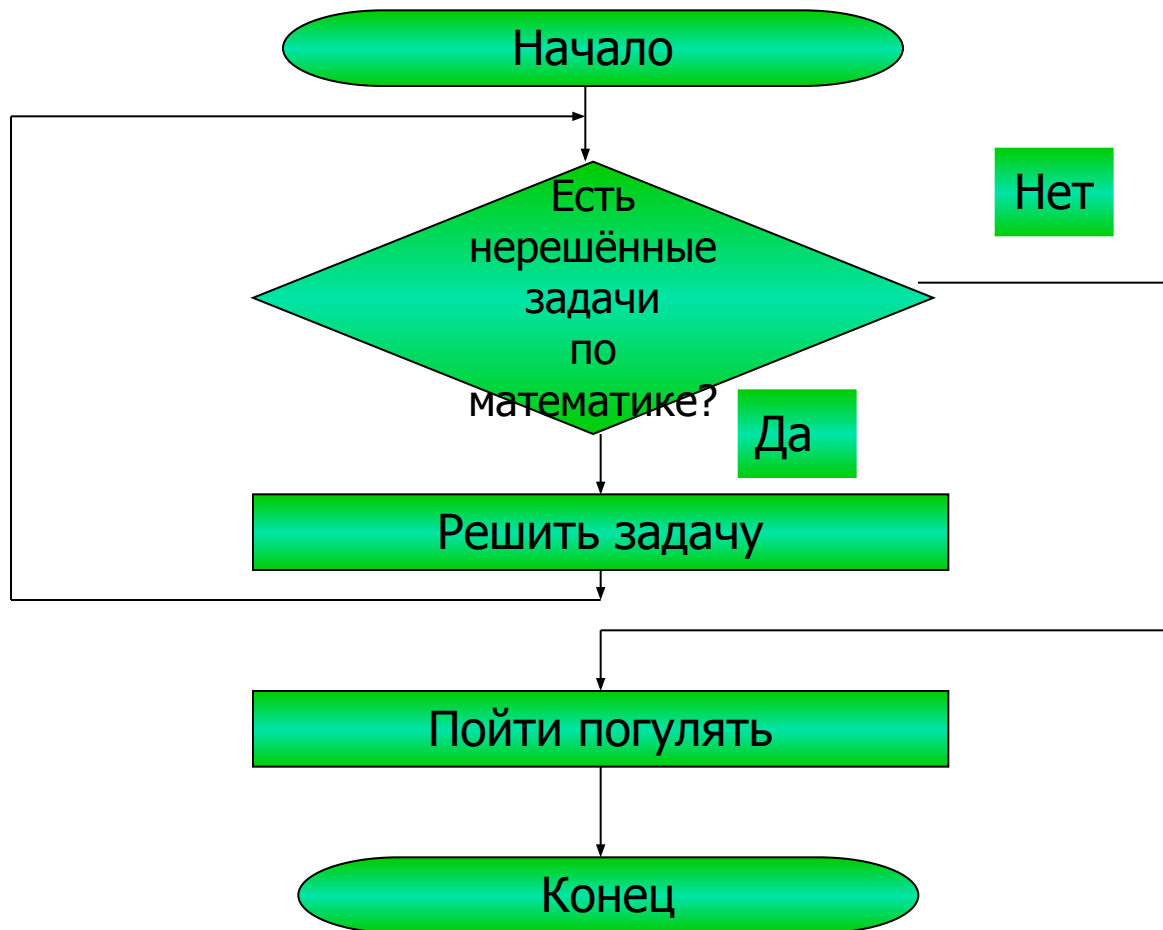 Начало
Нет
Есть
нерешённые
задачи
по
математике?
Да
Решить задачу
Пойти погулять
Конец